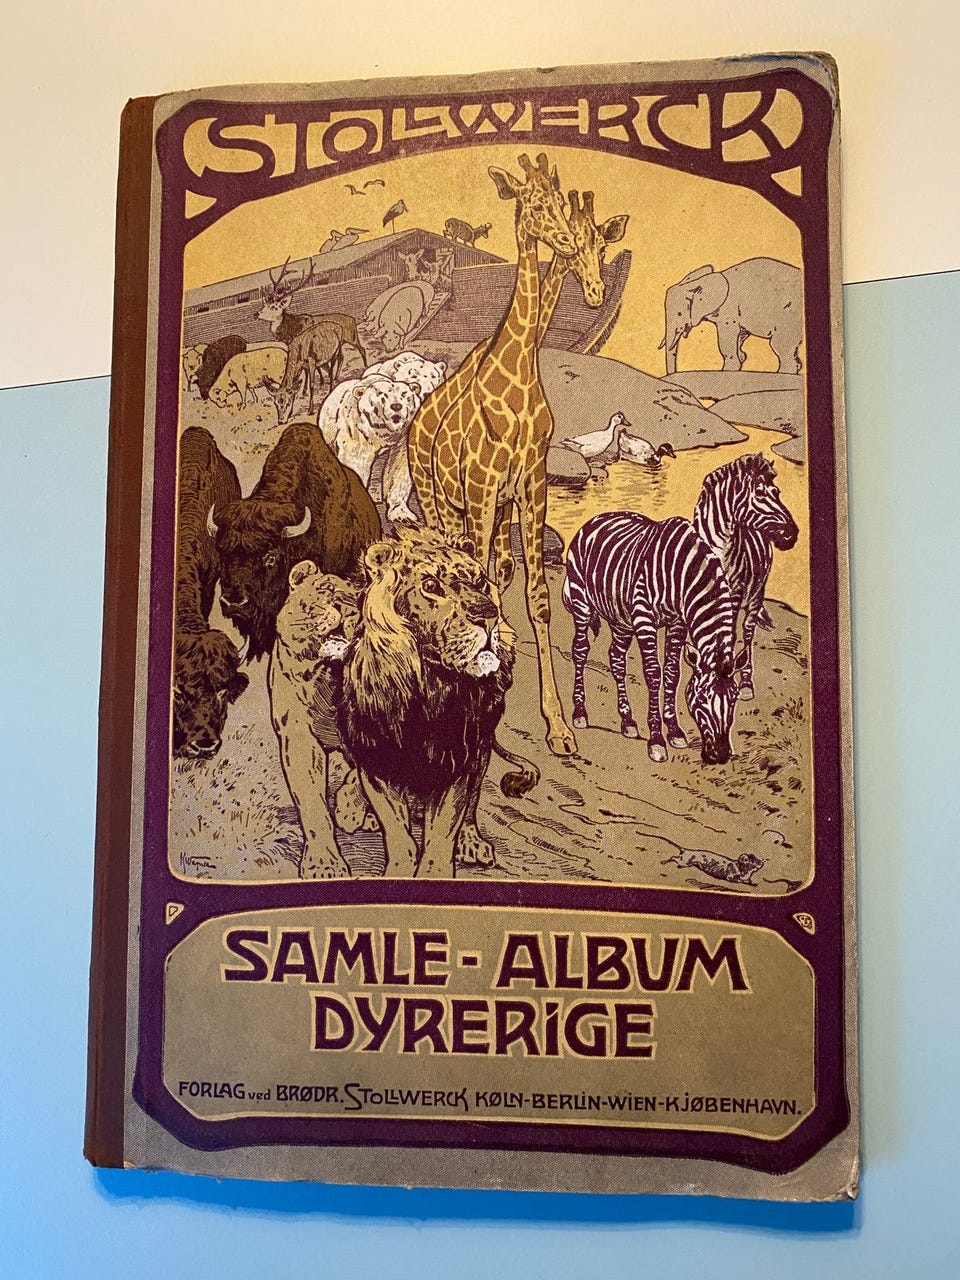 STOLLWERCK
SAMLE-ALBUM
DYRERIGE
FORLAG ved BRØDR. STOLLWERCK KØLN-BERLIN-WIEN-KJØBENHAVN.